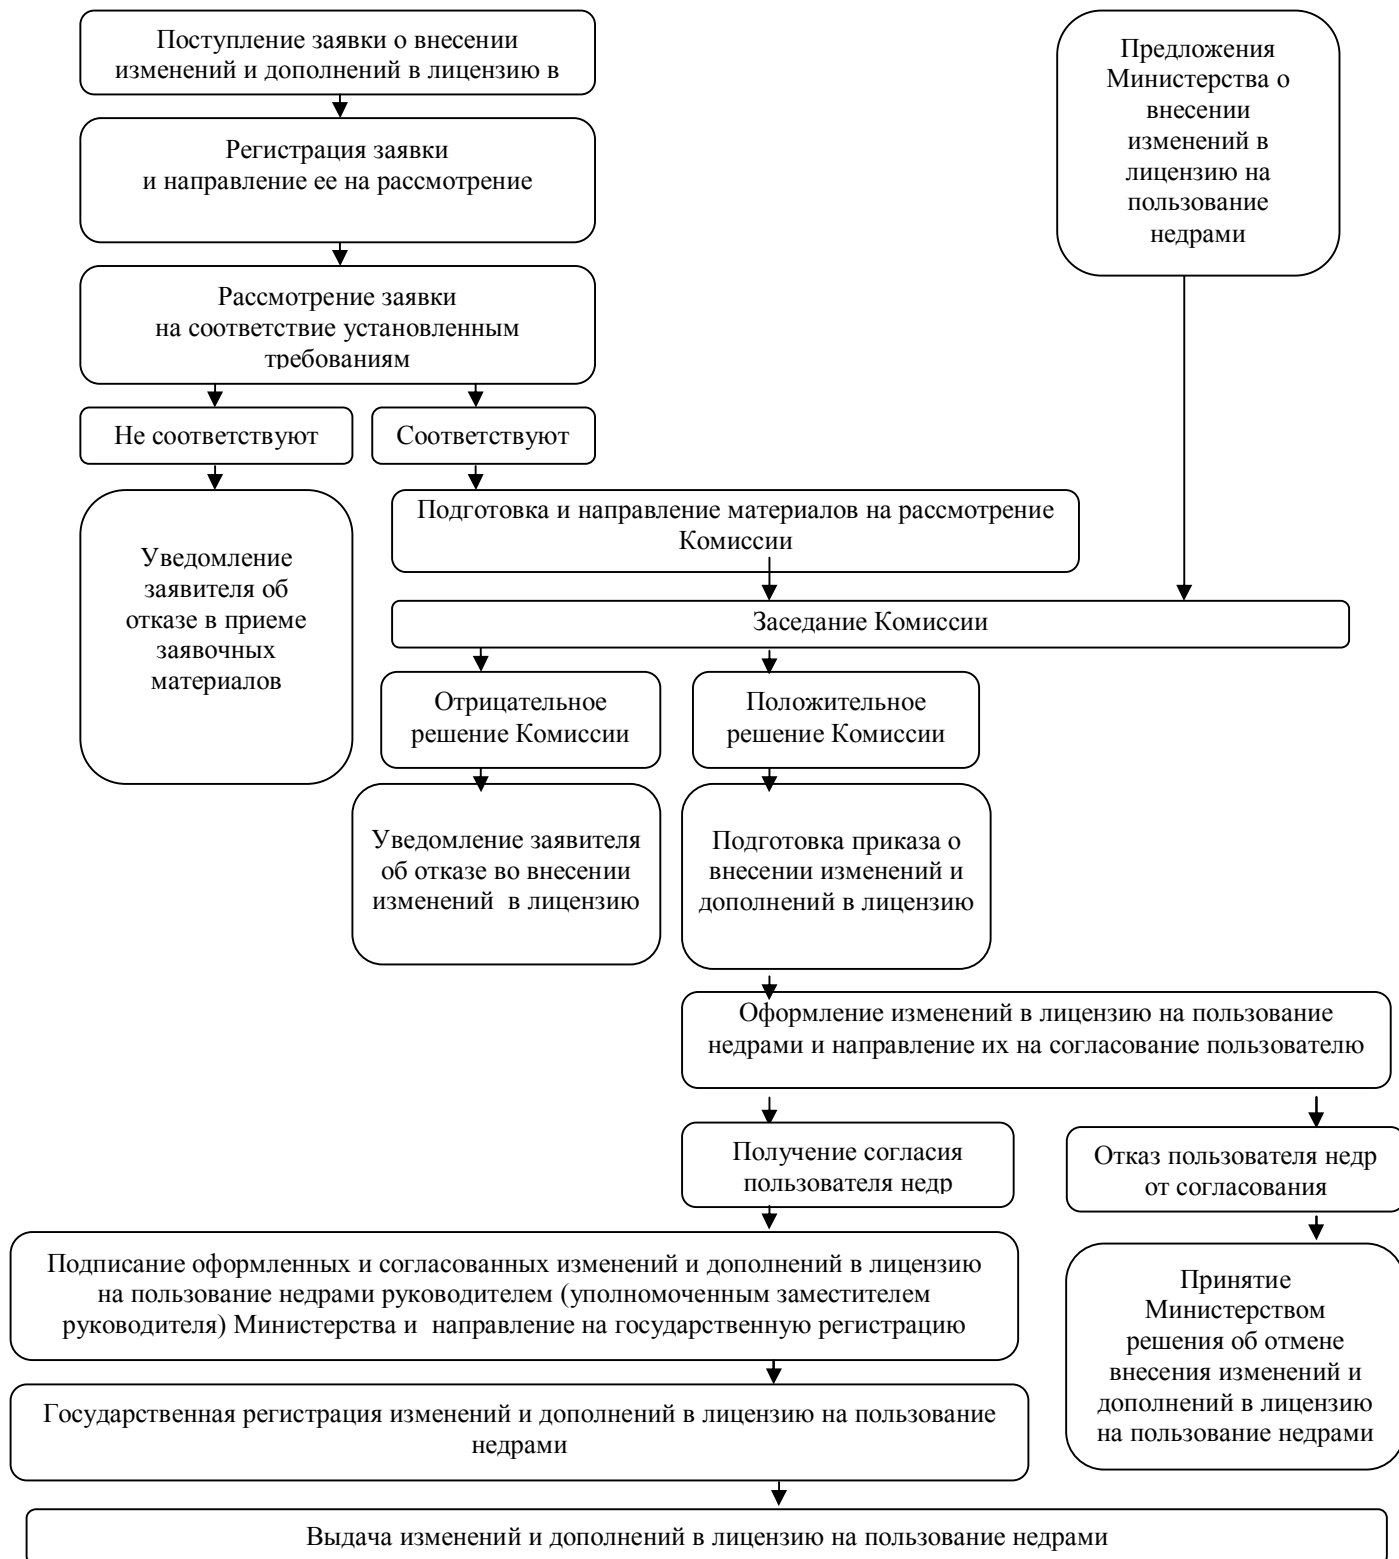 Поступление заявки о внесении
изменений и дополнений в лицензию в
Предложения
Министерства о
внесении
изменений в
лицензию на
пользование
недрами
Регистрация заявки
и направление ее на рассмотрение
Рассмотрение заявки
на соответствие установленным
требованиям
Не соответствуют
Соответствуют
Уведомление
заявителя об
отказе в приеме
заявочных
материалов
Подготовка и направление материалов на рассмотрение
Комиссии
Заседание Комиссии
Отрицательное
решение Комиссии
Положительное
решение Комиссии
Уведомление заявителя
об отказе во внесении
изменений в лицензию
Подготовка приказа о
внесении изменений и
дополнений в лицензию
Оформление изменений в лицензию на пользование
недрами и направление их на согласование пользователю
Получение согласия
пользователя недр
Отказ пользователя недр
от согласования
Подписание оформленных и согласованных изменений и дополнений в лицензию
на пользование недрами руководителем (уполномоченным заместителем
руководителя) Министерства и направление на государственную регистрацию
Принятие
Министерством
решения об отмене
внесения изменений и
дополнений в лицензию
на пользование недрами
Государственная регистрация изменений и дополнений в лицензию на пользование
недрами
Выдача изменений и дополнений в лицензию на пользование недрами